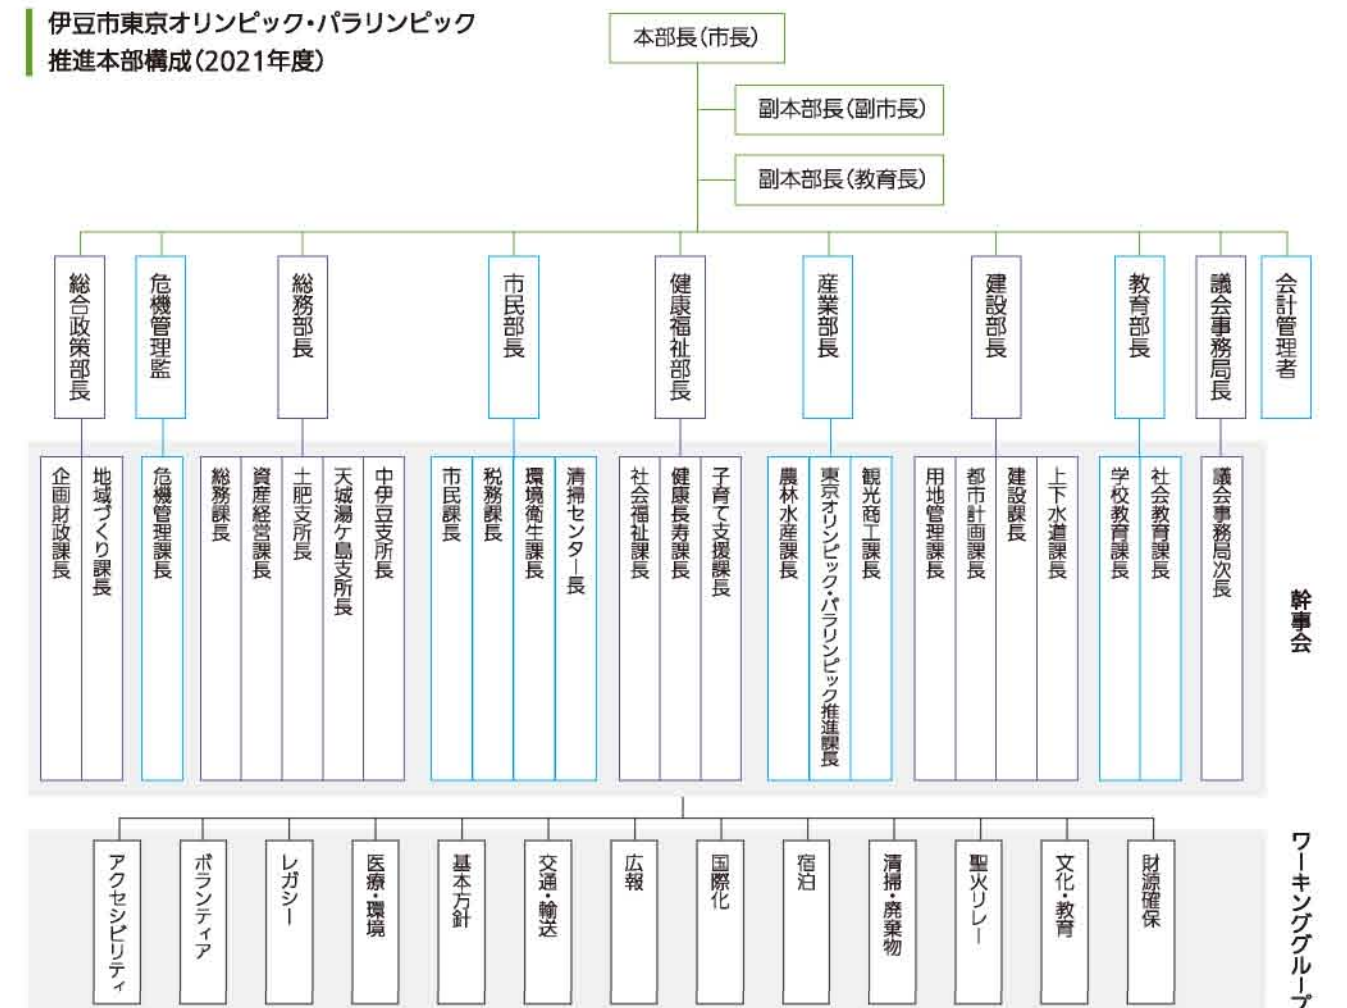 伊豆市東京オリンピック・パラリンピック
推進本部構成（2021年度）
本部長（市長）
副本部長（副市長）
副本部長（教育長）
総合政策部長
危機管理監
総務部長
市民部長
健康福祉部長
産業部長
建設部長
教育部長
議会事務局長
会計管理者
企画財政課長
地域づくり課長
危機管理課長
総務課長
資産経営課長
土肥支所長
天城湯ケ島支所長
中伊豆支所長
市民課長
税務課長
環境衛生課長
清掃センター長
社会福祉課長
健康長寿課長
子育て支援課長
農林水産課長
東京オリンピック・パラリンピック推進課長
観光商工課長
用地管理課長
都市計画課長
建設課長
上下水道課長
学校教育課長
社会教育課長
議会事務局次長
幹事会
アクセシビリティ
ボランティア
レガシー
医療・環境
基本方針
交通・輸送
広報
国際化
宿泊
清掃・廃棄物
聖火リレー
文化・教育
財源確保
ワーキンググループ